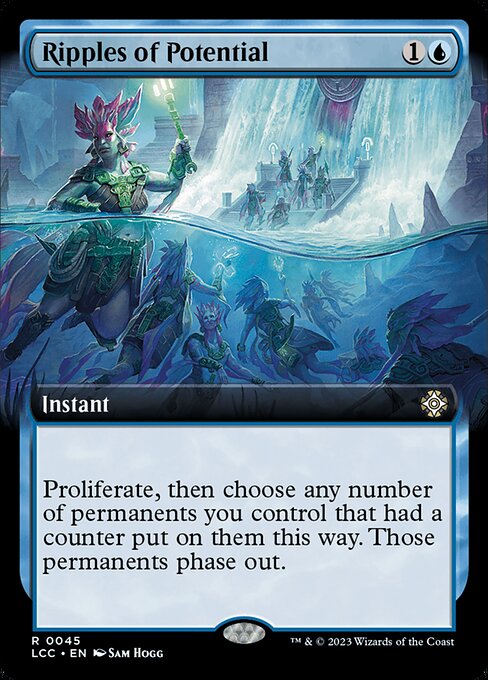 Ripples of Potential 1
Instant
Proliferate, then choose any number
of permanents you control that had a
counter put on them this way. Those
permanents phase out.
R 0045
LCC • EN Sam Hogg
™ & © 2023 Wizards of the Coast